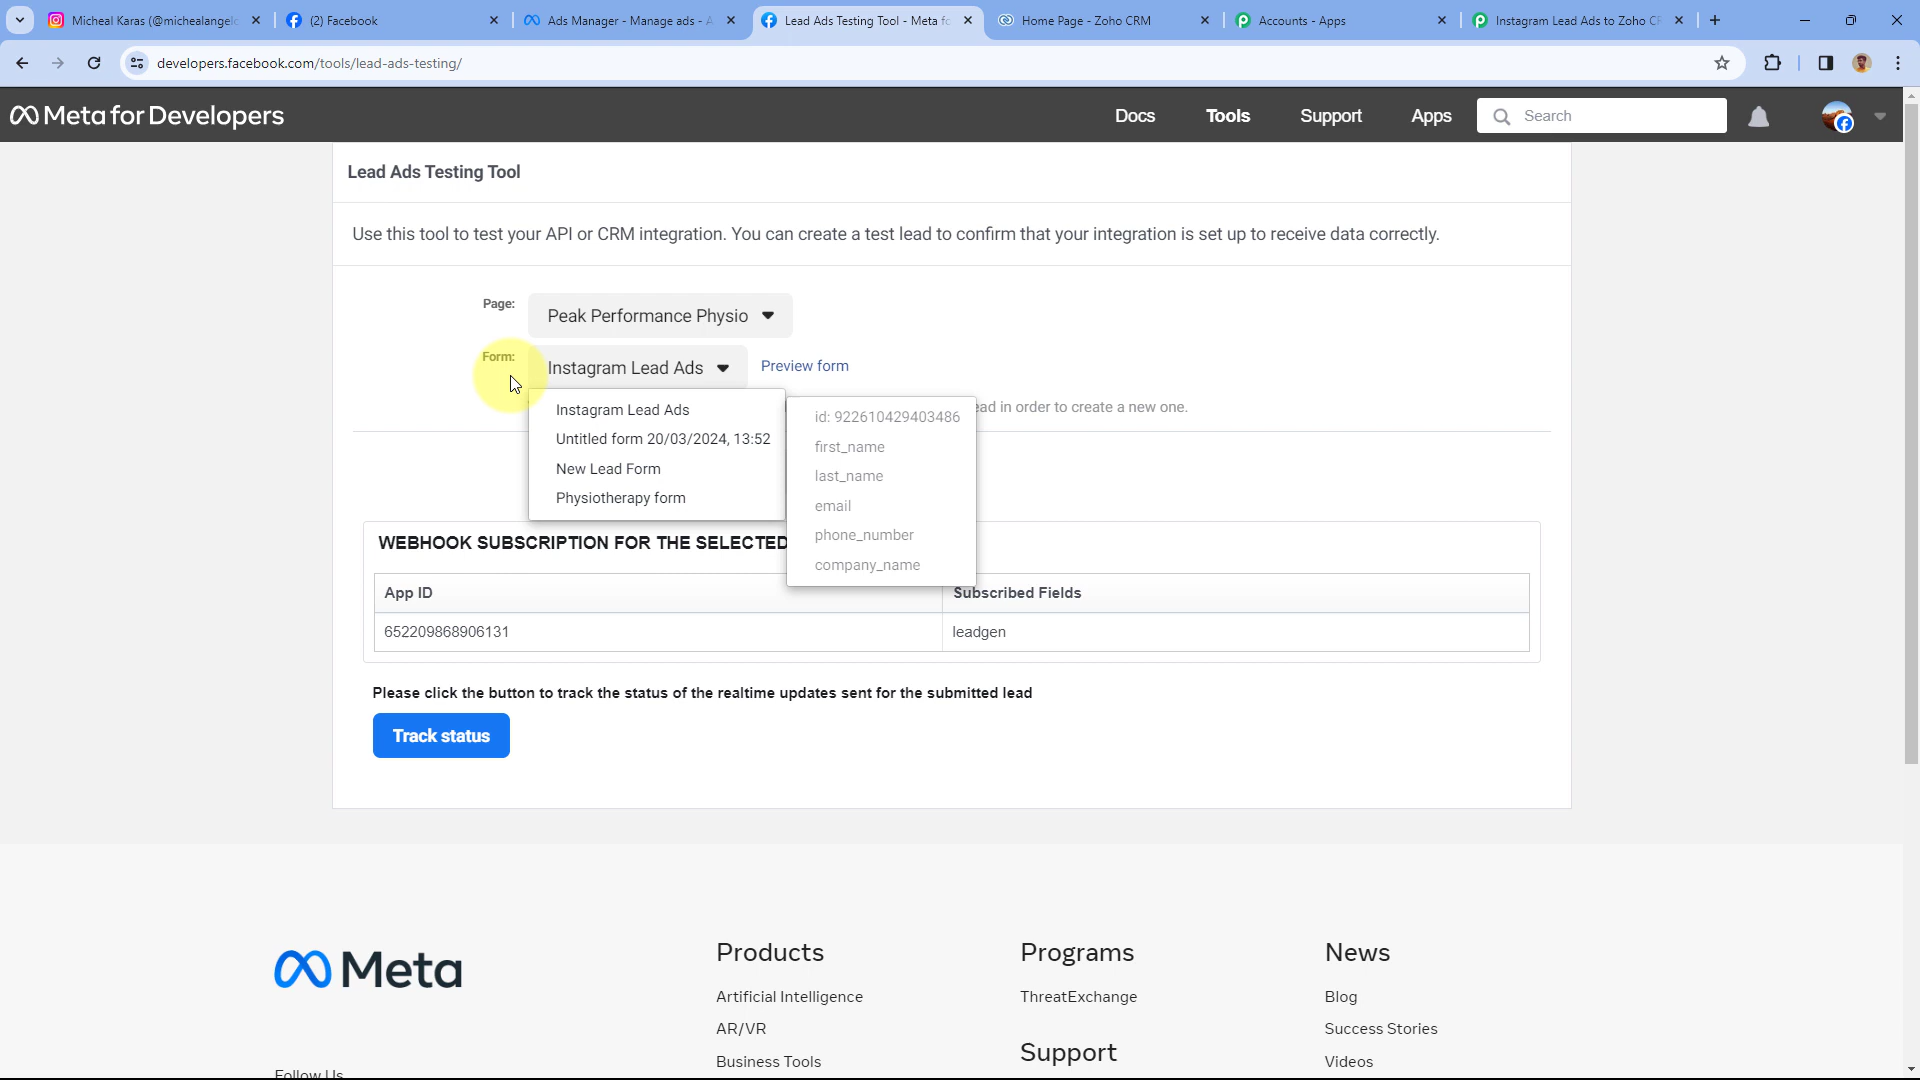 Micheal Karas (@michealangelo
(2) Facebook
Ads Manager - Manage ads - A
Lead Ads Testing Tool - Meta fo
Home Page - Zoho CRM
Accounts - Apps
Instagram Lead Ads to Zoho CR
developers.facebook.com/tools/lead-ads-testing/
Meta for Developers
Docs
Tools
Support
Apps
Search
Lead Ads Testing Tool
Use this tool to test your API or CRM integration. You can create a test lead to confirm that your integration is set up to receive data correctly.
Page:
Peak Performance Physio
Form:
Instagram Lead Ads
Preview form
Instagram Lead Ads
Untitled form 20/03/2024, 13:52
New Lead Form
Physiotherapy form
in order to create a new one.
id: 922610429403486
first_name
last_name
email
phone_number
company_name
WEBHOOK SUBSCRIPTION FOR THE SELECTED
App ID
Subscribed Fields
652209868906131
leadgen
Please click the button to track the status of the realtime updates sent for the submitted lead
Track status
Meta
Products
Programs
News
Artificial Intelligence
ThreatExchange
Blog
AR/VR
Success Stories
Support
Business Tools
Videos
Follow Us